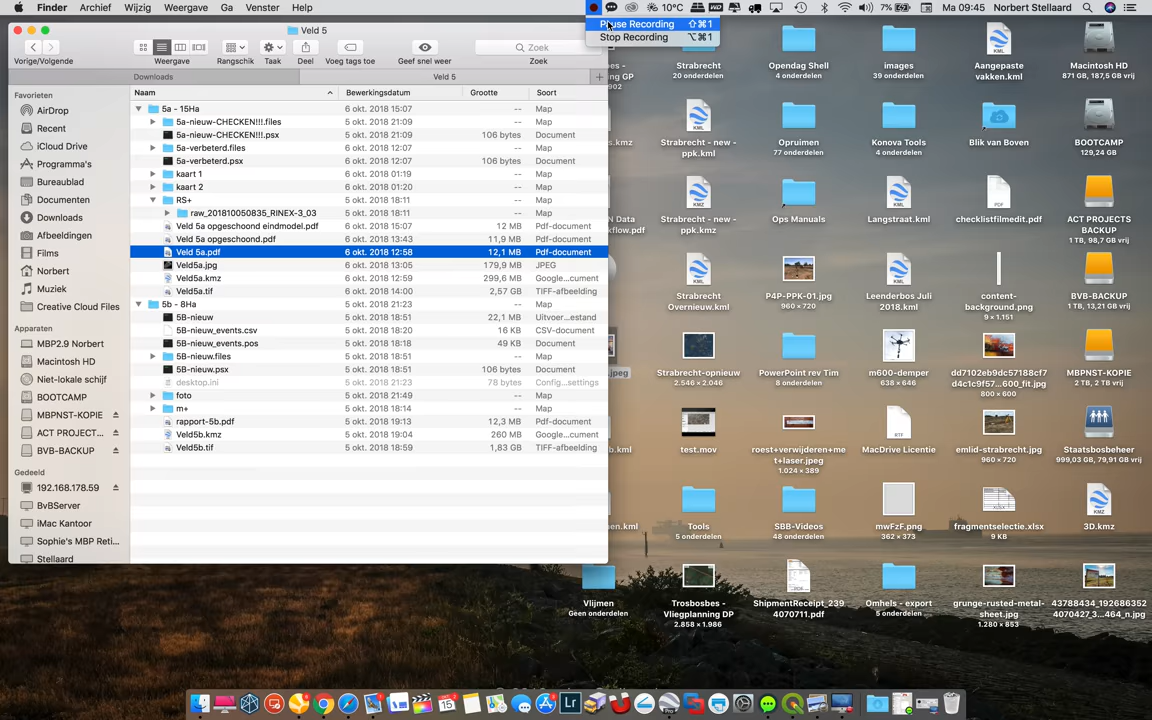 Finder Archief Wijzig Weergave Ga Venster Help 10°C 7% Ma 09:45 Norbert Stellaard
Pause Recording ⇧⌘1
Stop Recording ⌥⌘1
Veld 5
Zoek
Vorige/Volgende Weergave Rangschik Taak Deel Voeg tags toe Geef snel weer Zoek
Downloads Veld 5 +
Favorieten
AirDrop
Recent
iCloud Drive
Programma's
Bureaublad
Documenten
Downloads
Afbeeldingen
Films
Norbert
Muziek
Creative Cloud Files
Apparaten
MBP2.9 Norbert
Macintosh HD
Niet-lokale schijf
BOOTCAMP
MBPNST-KOPIE
ACT PROJECT...
BVB-BACKUP
Gedeeld
192.168.178.59
BvBServer
iMac Kantoor
Sophie's MBP Reti...
Stellaard
Naam Bewerkingsdatum Grootte Soort
5a - 15Ha 6 okt. 2018 15:07 -- Map
5a-nieuw-CHECKEN!!!.files 5 okt. 2018 21:09 -- Map
5a-nieuw-CHECKEN!!!.psx 5 okt. 2018 21:09 106 bytes Document
5a-verbeterd.files 6 okt. 2018 12:07 -- Map
5a-verbeterd.psx 6 okt. 2018 12:07 106 bytes Document
kaart 1 6 okt. 2018 01:19 -- Map
kaart 2 6 okt. 2018 01:20 -- Map
RS+ 5 okt. 2018 18:11 -- Map
raw_201810050835_RINEX-3_03 5 okt. 2018 18:11 -- Map
Veld 5a opgeschoond eindmodel.pdf 6 okt. 2018 15:07 12 MB Pdf-document
Veld 5a opgeschoond.pdf 6 okt. 2018 13:43 11,9 MB Pdf-document
Veld 5a.pdf 6 okt. 2018 12:58 12,1 MB Pdf-document
Veld5a.jpg 6 okt. 2018 13:05 179,9 MB JPEG
Veld5a.kmz 6 okt. 2018 13:09 299,6 MB Google...cument
Veld5a.tif 6 okt. 2018 14:00 2,57 GB TIFF-afbeelding
5b - 8Ha 5 okt. 2018 21:23 -- Map
5B-nieuw 5 okt. 2018 18:51 22,1 MB Uitvoer...estand
5B-nieuw_events.csv 5 okt. 2018 18:20 16 KB CSV-document
5B-nieuw_events.pos 5 okt. 2018 18:17 49 KB Document
5B-nieuw.files 5 okt. 2018 18:51 -- Map
5B-nieuw.psx 5 okt. 2018 18:51 106 bytes Document
desktop.ini 5 okt. 2018 21:23 78 bytes Config...settings
foto 5 okt. 2018 21:49 -- Map
m+ 5 okt. 2018 18:14 -- Map
rapport-5b.pdf 5 okt. 2018 19:13 12,3 MB Pdf-document
Veld5b.kmz 5 okt. 2018 19:04 260 MB Google...cument
Veld5b.tif 5 okt. 2018 18:59 1,83 GB TIFF-afbeelding
Strabrecht
20 onderdelen
Opendag Shell
4 onderdelen
images
39 onderdelen
Aangepaste vakken.kml
Macintosh HD
871 GB, 187,5 GB vrij
Strabrecht - new - ppk.kml
Opruimen
77 onderdelen
Konova Tools
4 onderdelen
Blik van Boven
BOOTCAMP
129,24 GB
Strabrecht - new - ppk.kml
Ops Manuals
Langstraat.kml
checklistfilmedit.pdf
ACT PROJECTS BACKUP
1 TB, 98,7 GB vrij
Strabrecht Overnieuw.kml
P4P-PPK-01.jpg
960 × 720
Leenderbos Juli 2018.kml
content-background.png
9 × 1.151
BVB-BACKUP
1 TB, 13,21 GB vrij
Strabrecht-opnieuw
2.546 × 2.046
PowerPoint rev Tim
8 onderdelen
m600-demper
638 × 646
dd7102eb9dc57188cf7
d4c1c9f57...600_fit.jpg
800 × 600
MBPNST-KOPIE
2 TB, 2 TB vrij
test.mov
roest+verwijderen+met+laser.jpeg
1.024 × 389
MacDrive Licentie
emlid-strabrecht.jpg
960 × 720
Staatsbosbeheer
999,03 GB, 79,91 GB vrij
Tools
5 onderdelen
SBB-Videos
48 onderdelen
mwFzF.png
362 × 373
fragmentselectie.xlsx
9 KB
3D.kmz
Vlijmen
Geen onderdelen
Trosbosbes - Vliegplanning DP
2.858 × 1.986
ShipmentReceipt_239
4070711.pdf
Omhels - export
5 onderdelen
grunge-rusted-metal-sheet.jpg
1.280 × 853
43788434_192686352
4070427_3...464_n.jpg